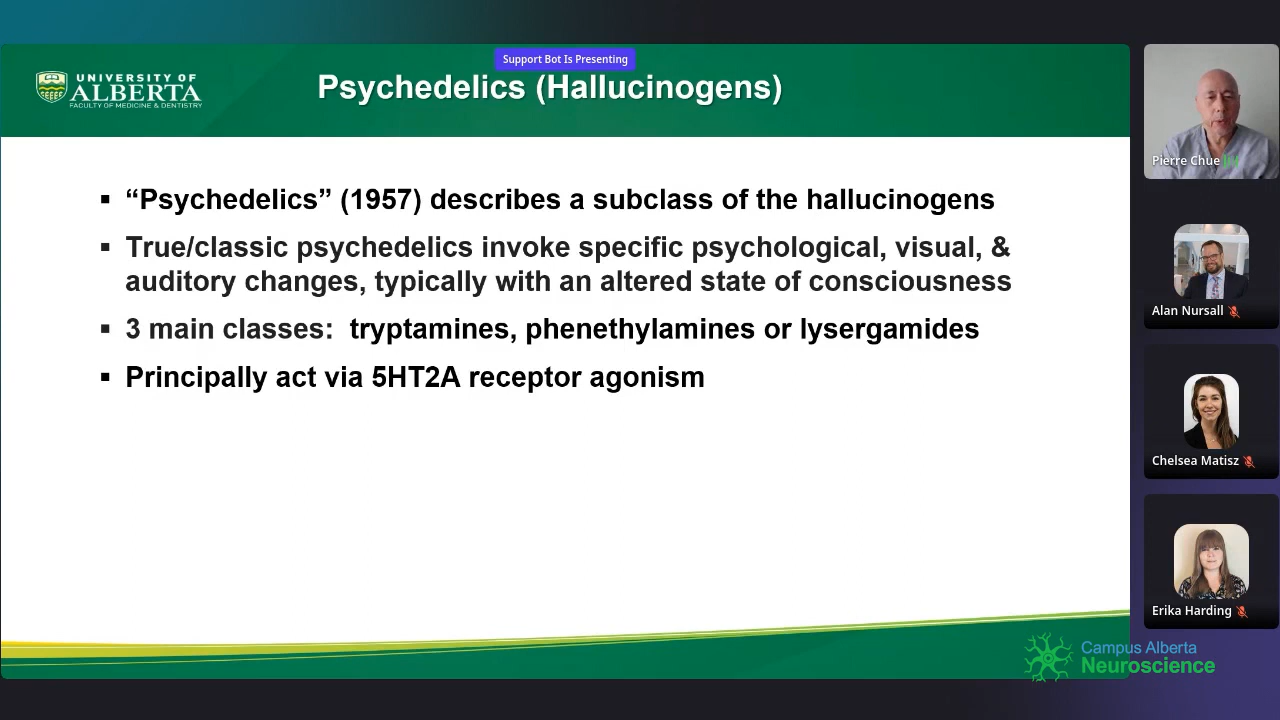 Support Bot Is Presenting
UNIVERSITY OF
ALBERTA
FACULTY OF MEDICINE & DENTISTRY
Psychedelics (Hallucinogens)
▪ “Psychedelics” (1957) describes a subclass of the hallucinogens
▪ True/classic psychedelics invoke specific psychological, visual, &
auditory changes, typically with an altered state of consciousness
▪ 3 main classes: tryptamines, phenethylamines or lysergamides
▪ Principally act via 5HT2A receptor agonism
Pierre Chue
Alan Nursall
Chelsea Matisz
Erika Harding
Campus Alberta
Neuroscience